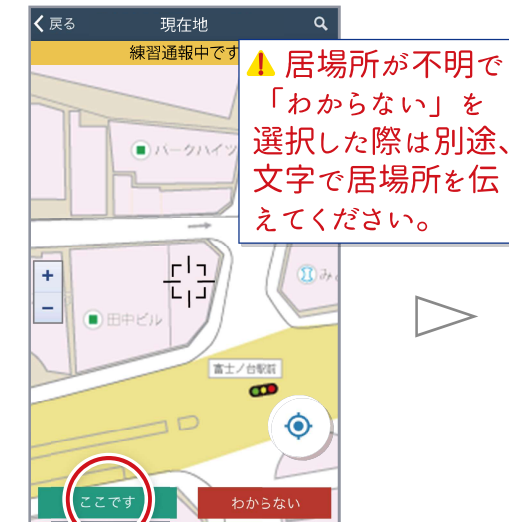 戻る
現在地
練習通報中です
居場所が不明で
「わからない」を
選択した際は別途、
文字で居場所を伝
えてください。
パークハイツ
み
田中ビル
富士ノ台駅前
ここです
わからない